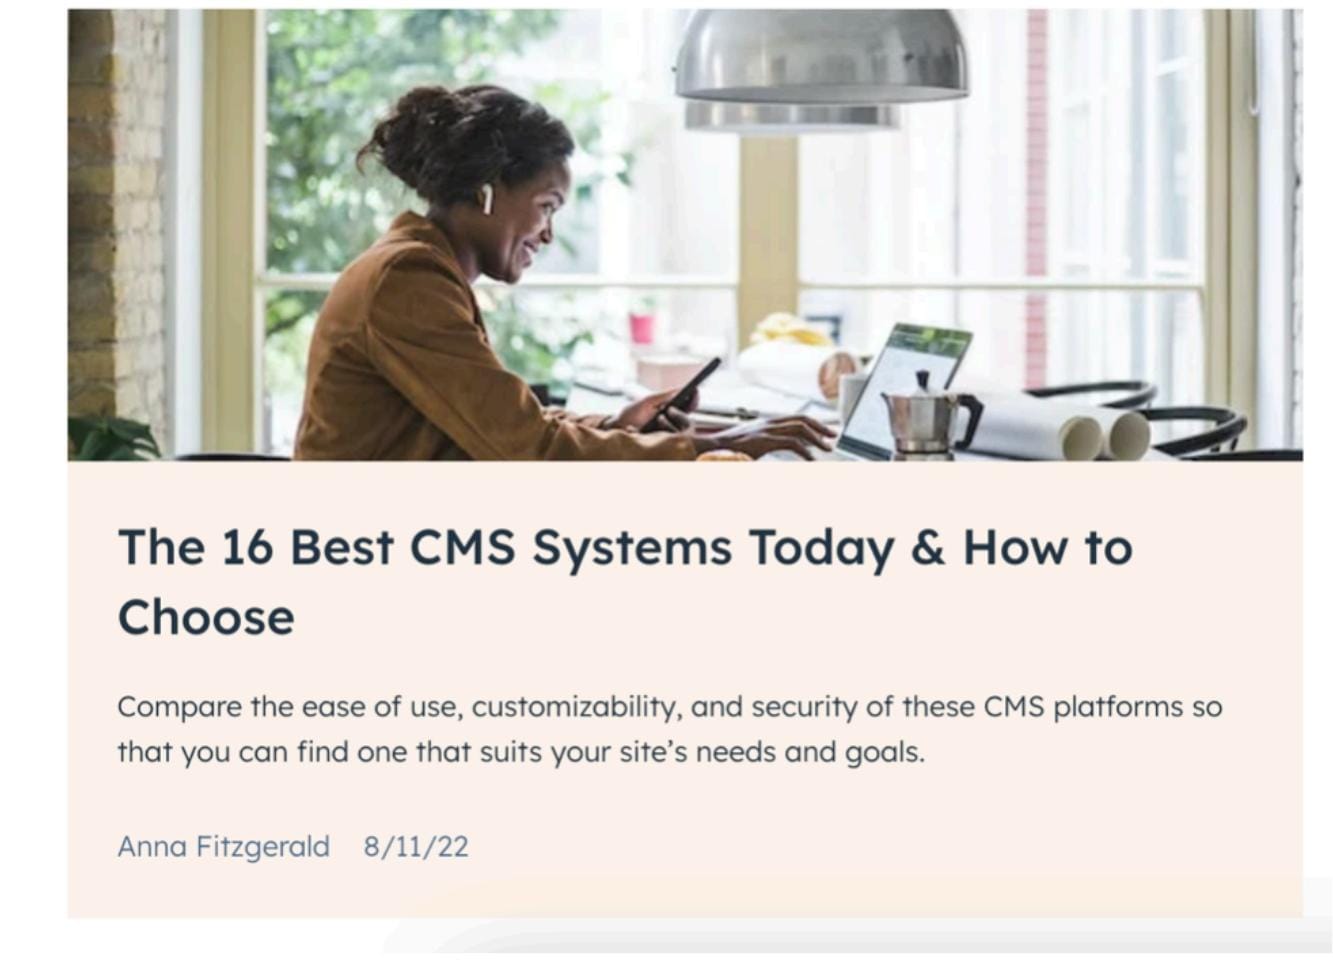 The 16 Best CMS Systems Today & How to
Choose
Compare the ease of use, customizability, and security of these CMS platforms so
that you can find one that suits your site’s needs and goals.
Anna Fitzgerald 8/11/22